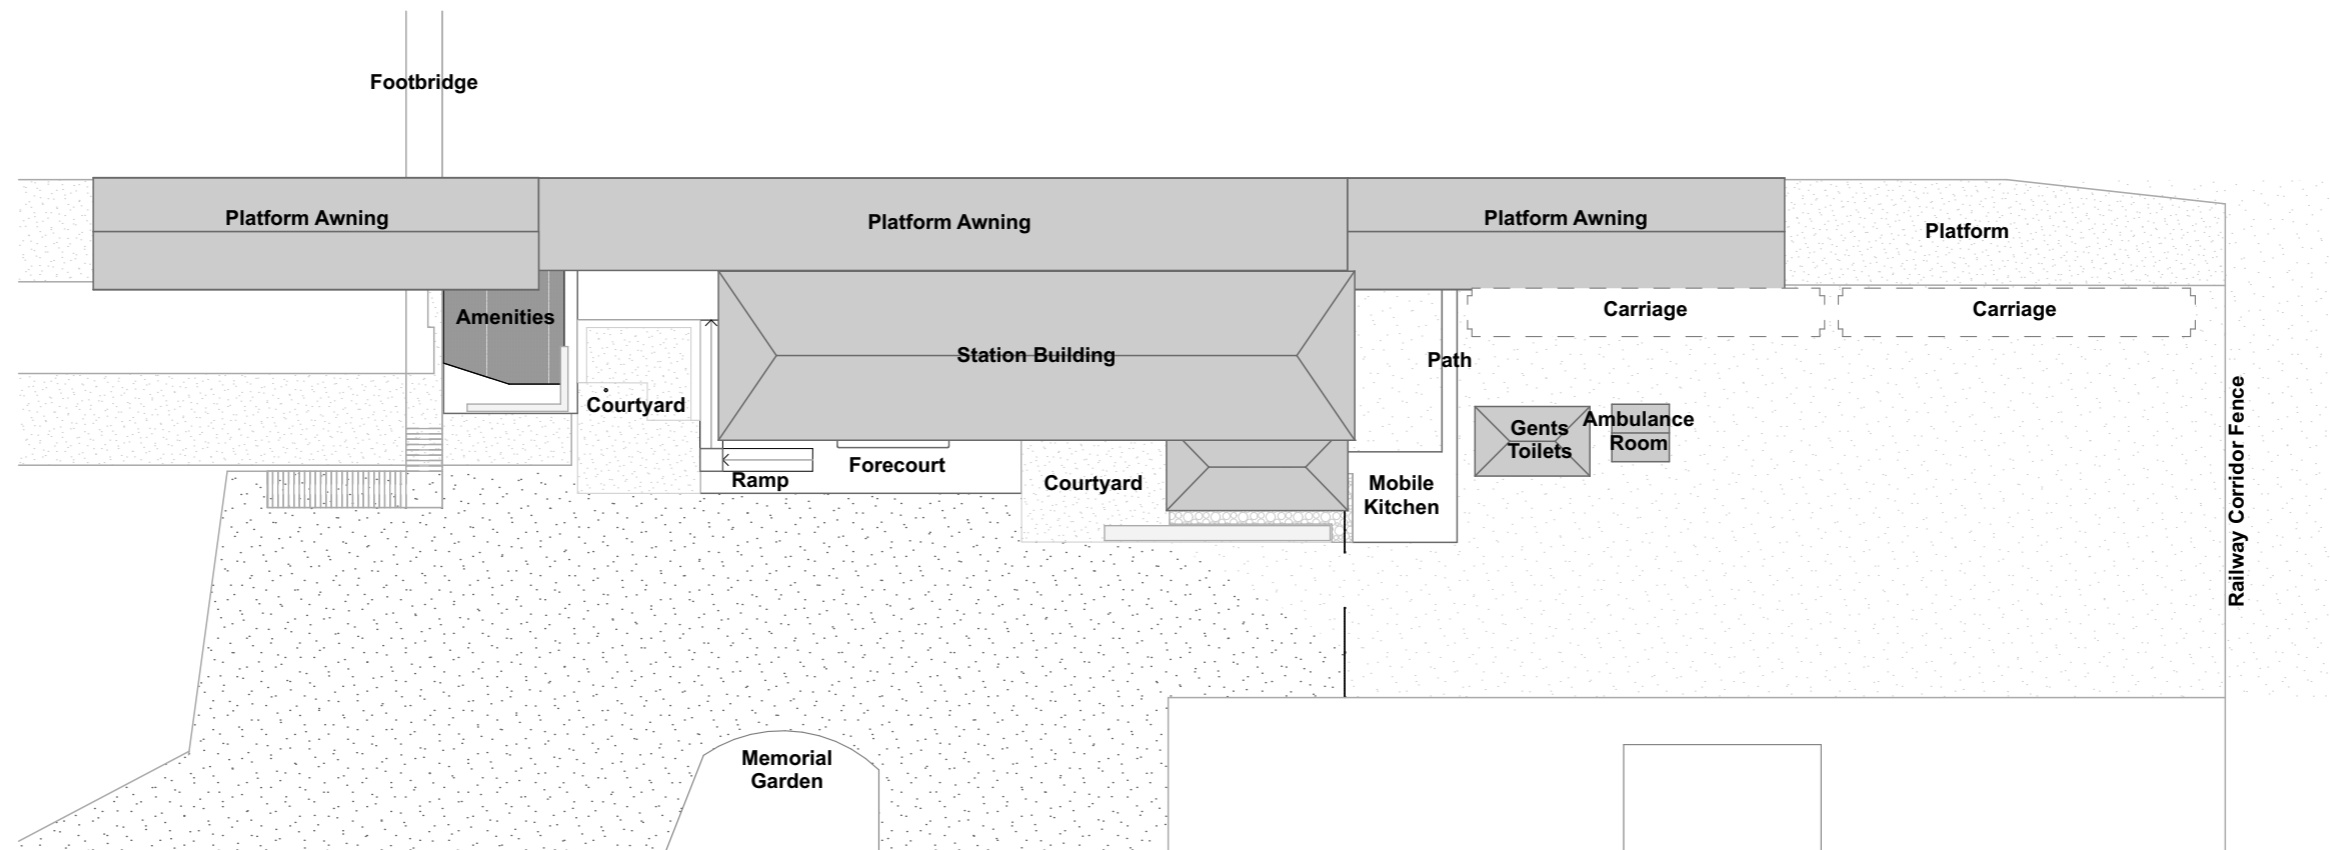 Footbridge
Platform Awning
Platform Awning
Platform Awning
Platform
Carriage
Carriage
Amenities
Station Building
Path
Courtyard
Gents
Toilets
Ambulance
Room
Forecourt
Ramp
Courtyard
Mobile
Kitchen
Railway Corridor Fence
Memorial
Garden